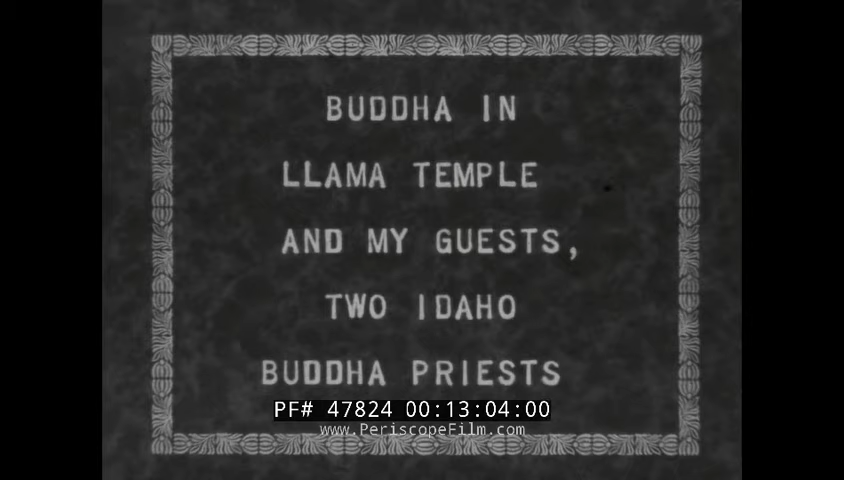 BUDDHA IN
LLAMA TEMPLE
AND MY GUESTS,
TWO IDAHO
BUDDHA PRIESTS
PF# 47824 00:13:04:00
www.PeriscopeFilm.com